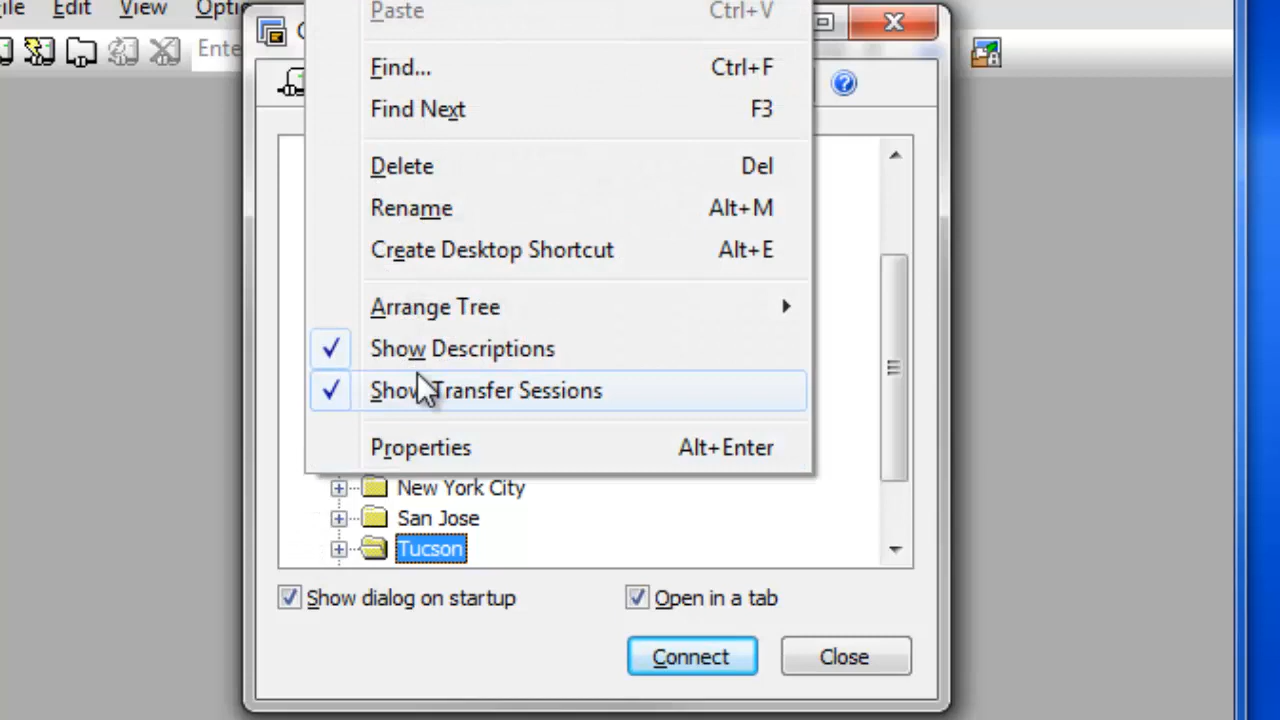 File Edit View
Paste Ctrl+V
Find... Ctrl+F
Find Next F3
Delete Del
Rename Alt+M
Create Desktop Shortcut Alt+E
Arrange Tree
Show Descriptions
Show Transfer Sessions
Properties Alt+Enter
New York City
San Jose
Tucson
Show dialog on startup Open in a tab
Connect Close